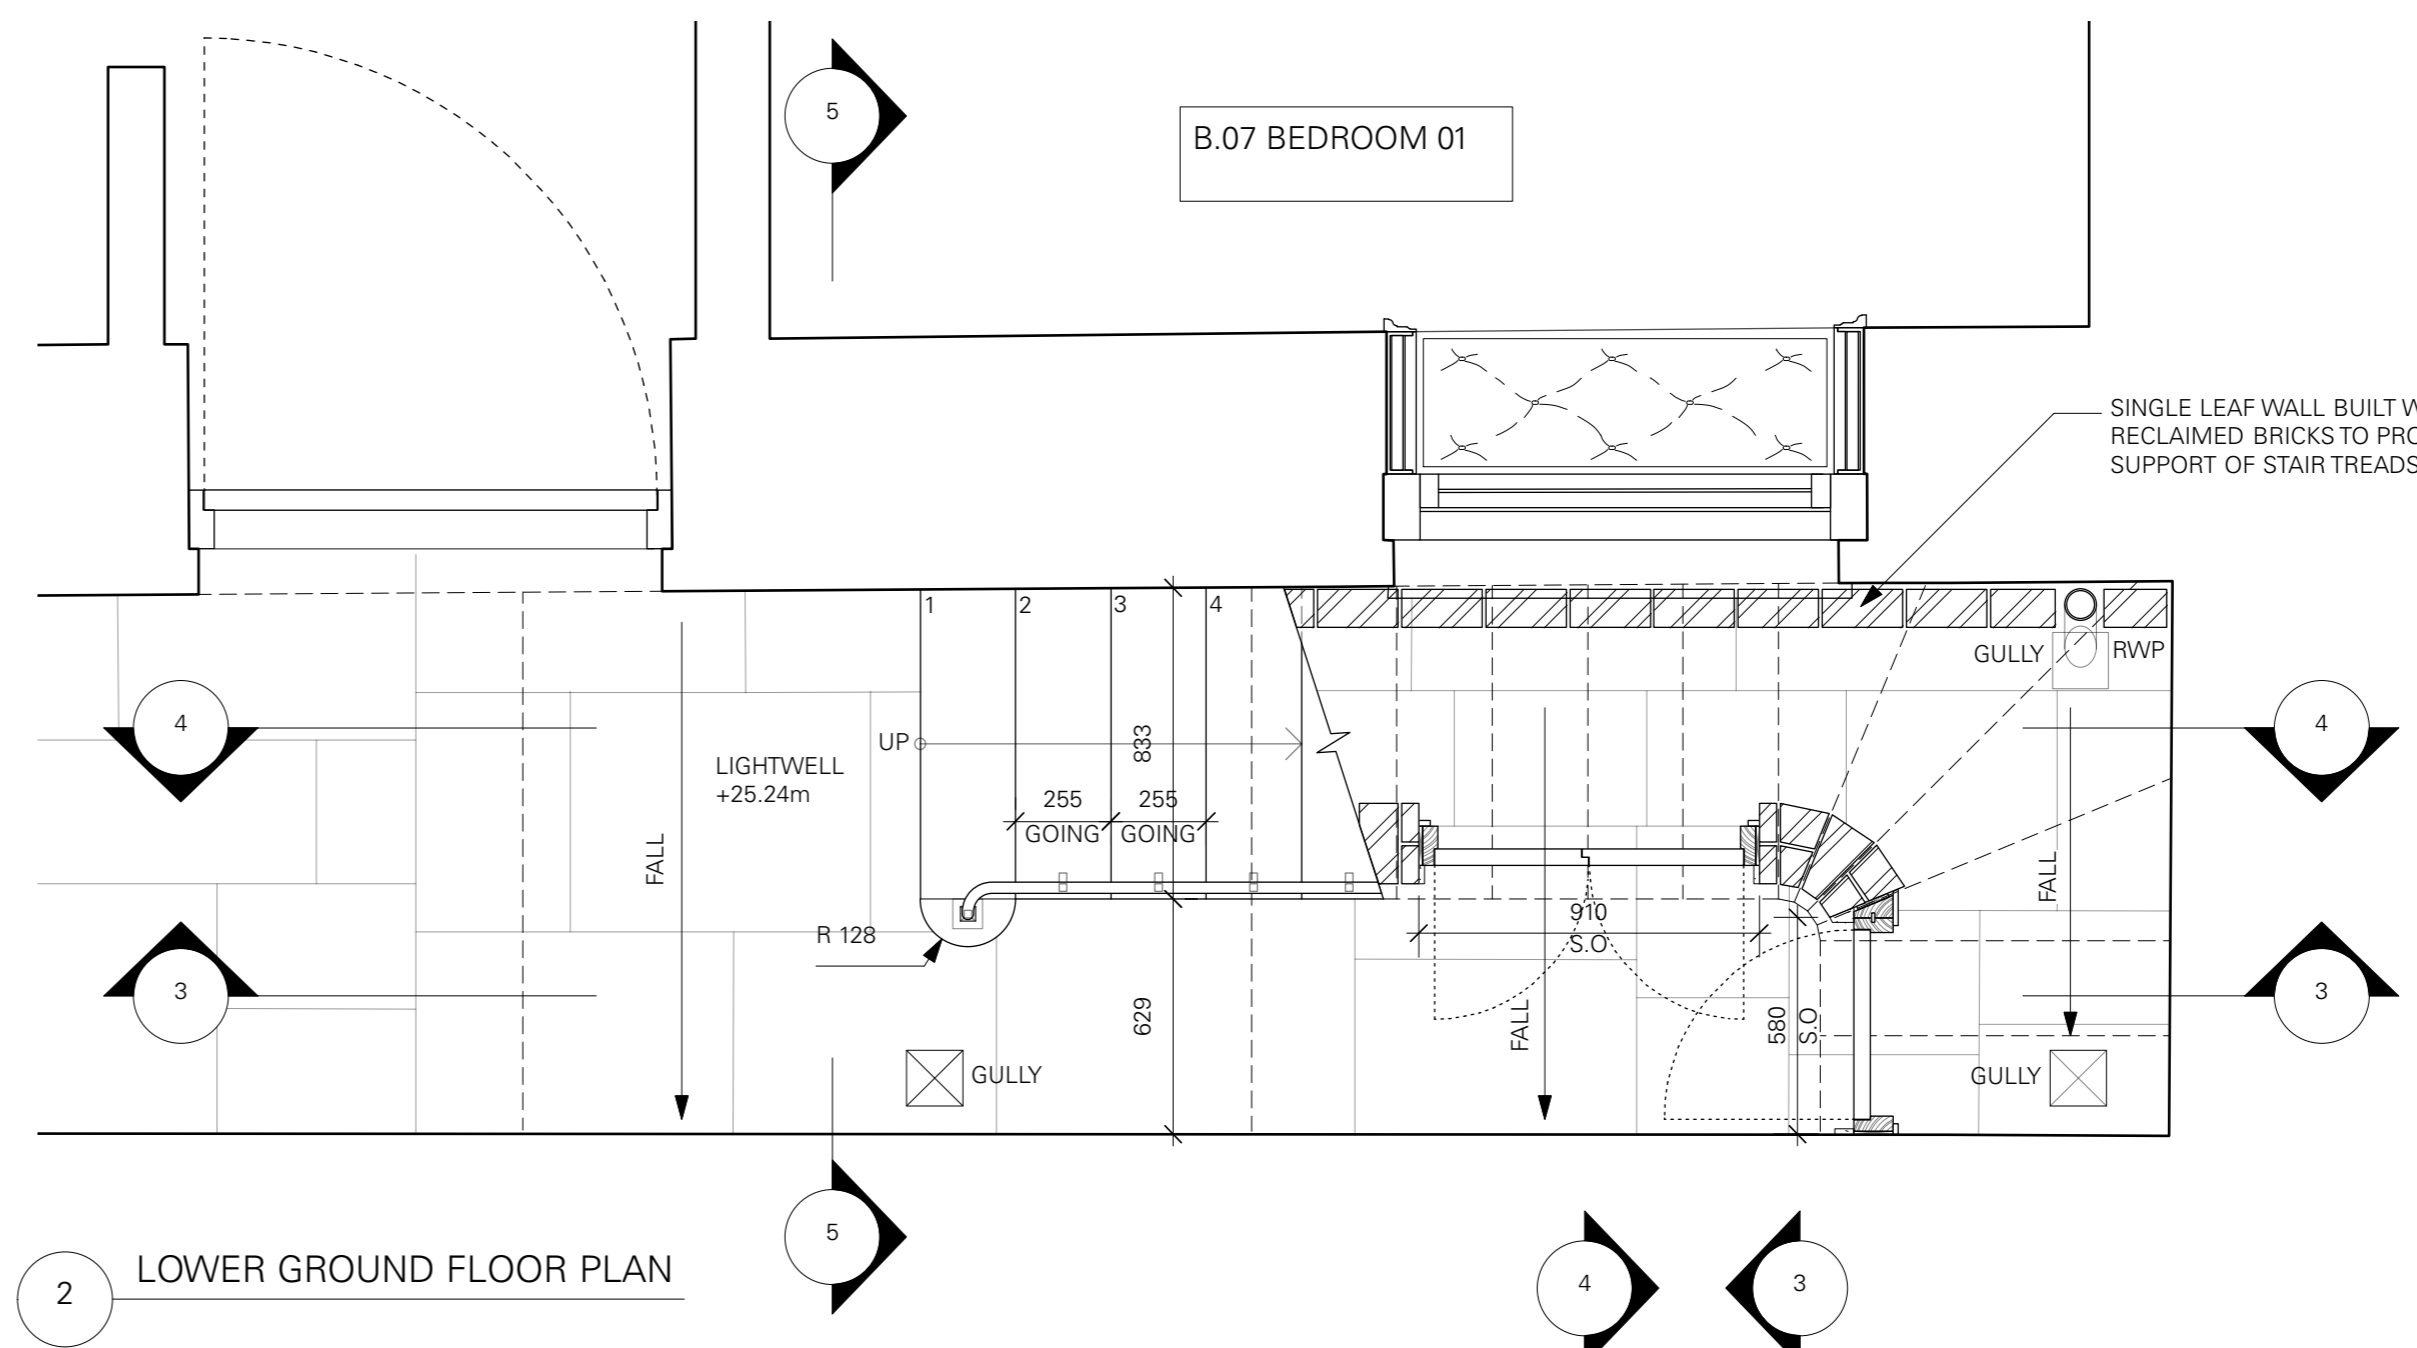 5
B.07 BEDROOM 01
SINGLE LEAF WALL BUILT
RECLAIMED BRICKS TO
SUPPORT OF STAIR TREADS
1
2
3
4
GULLY
RWP
4
4
UP
833
LIGHTWELL
+25.24m
255
255
GOING
GOING
FALL
FALL
910
S.O
R 128
3
3
629
FALL
580
S.O
GULLY
GULLY
5
LOWER GROUND FLOOR PLAN
2
4
3